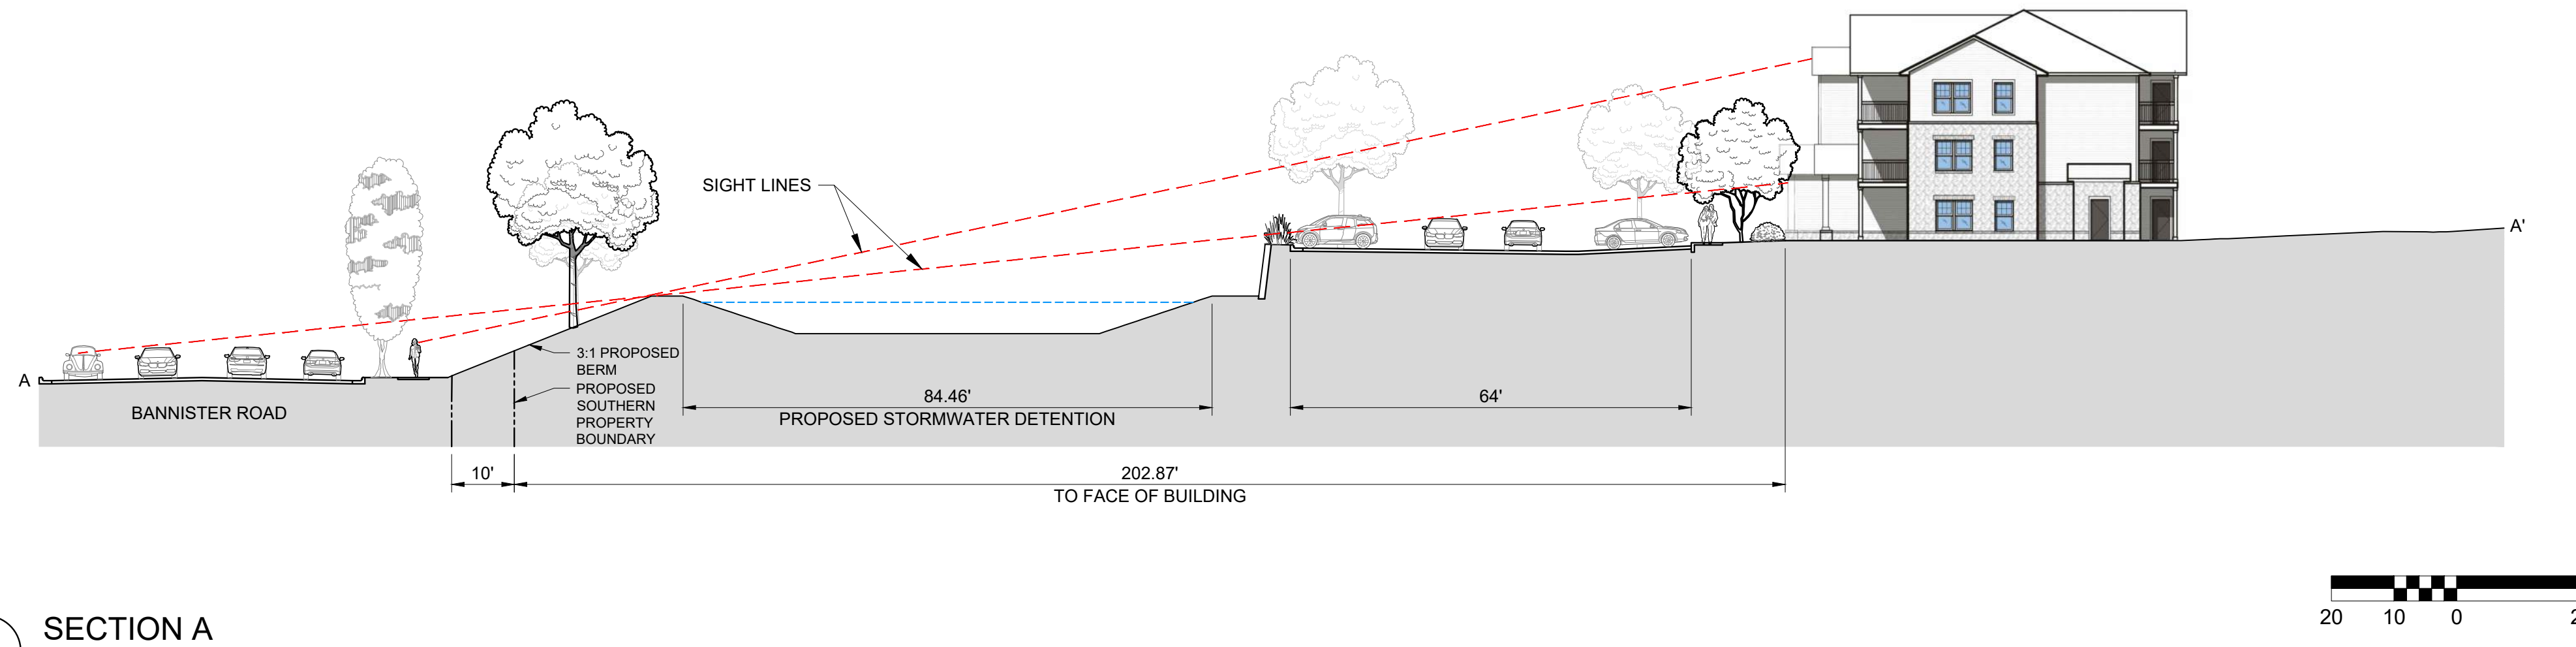 SIGHT LINES
A'
A
3:1 PROPOSED
BERM
PROPOSED
SOUTHERN
PROPERTY
BOUNDARY
BANNISTER ROAD
84.46'
PROPOSED STORMWATER DETENTION
64'
10'
202.87'
TO FACE OF BUILDING
20 10 0
SECTION A